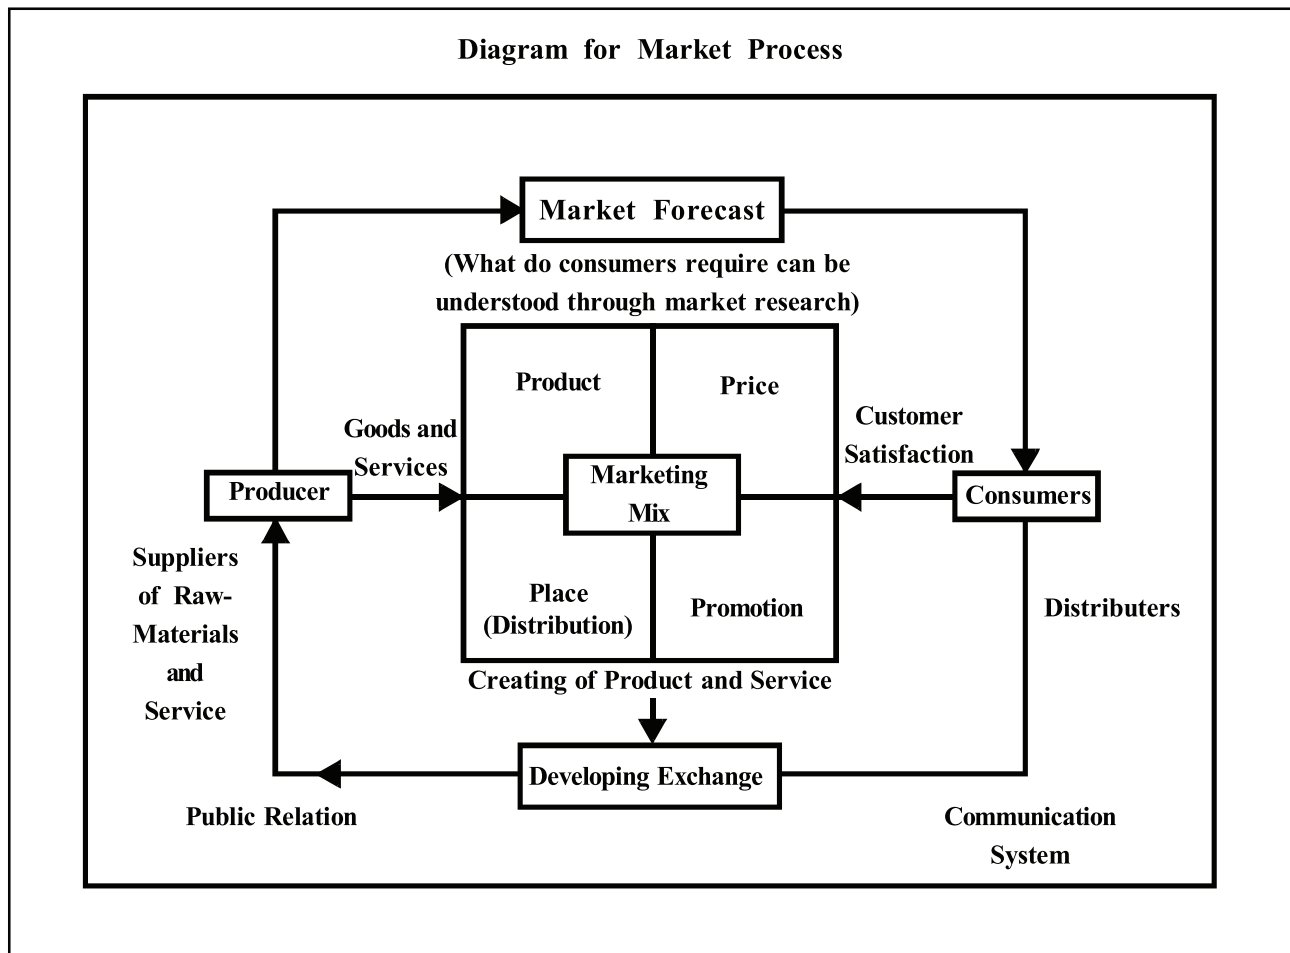 Diagram for Market Process
Market Forecast
(What do consumers require can be
understood through market research)
Product
Price
Goods and
Services
Customer
Satisfaction
Producer
Marketing
Mix
Consumers
Suppliers
of Raw-
Materials
and
Service
Place
(Distribution)
Promotion
Distributers
Creating of Product and Service
Developing Exchange
Public Relation
Communication
System